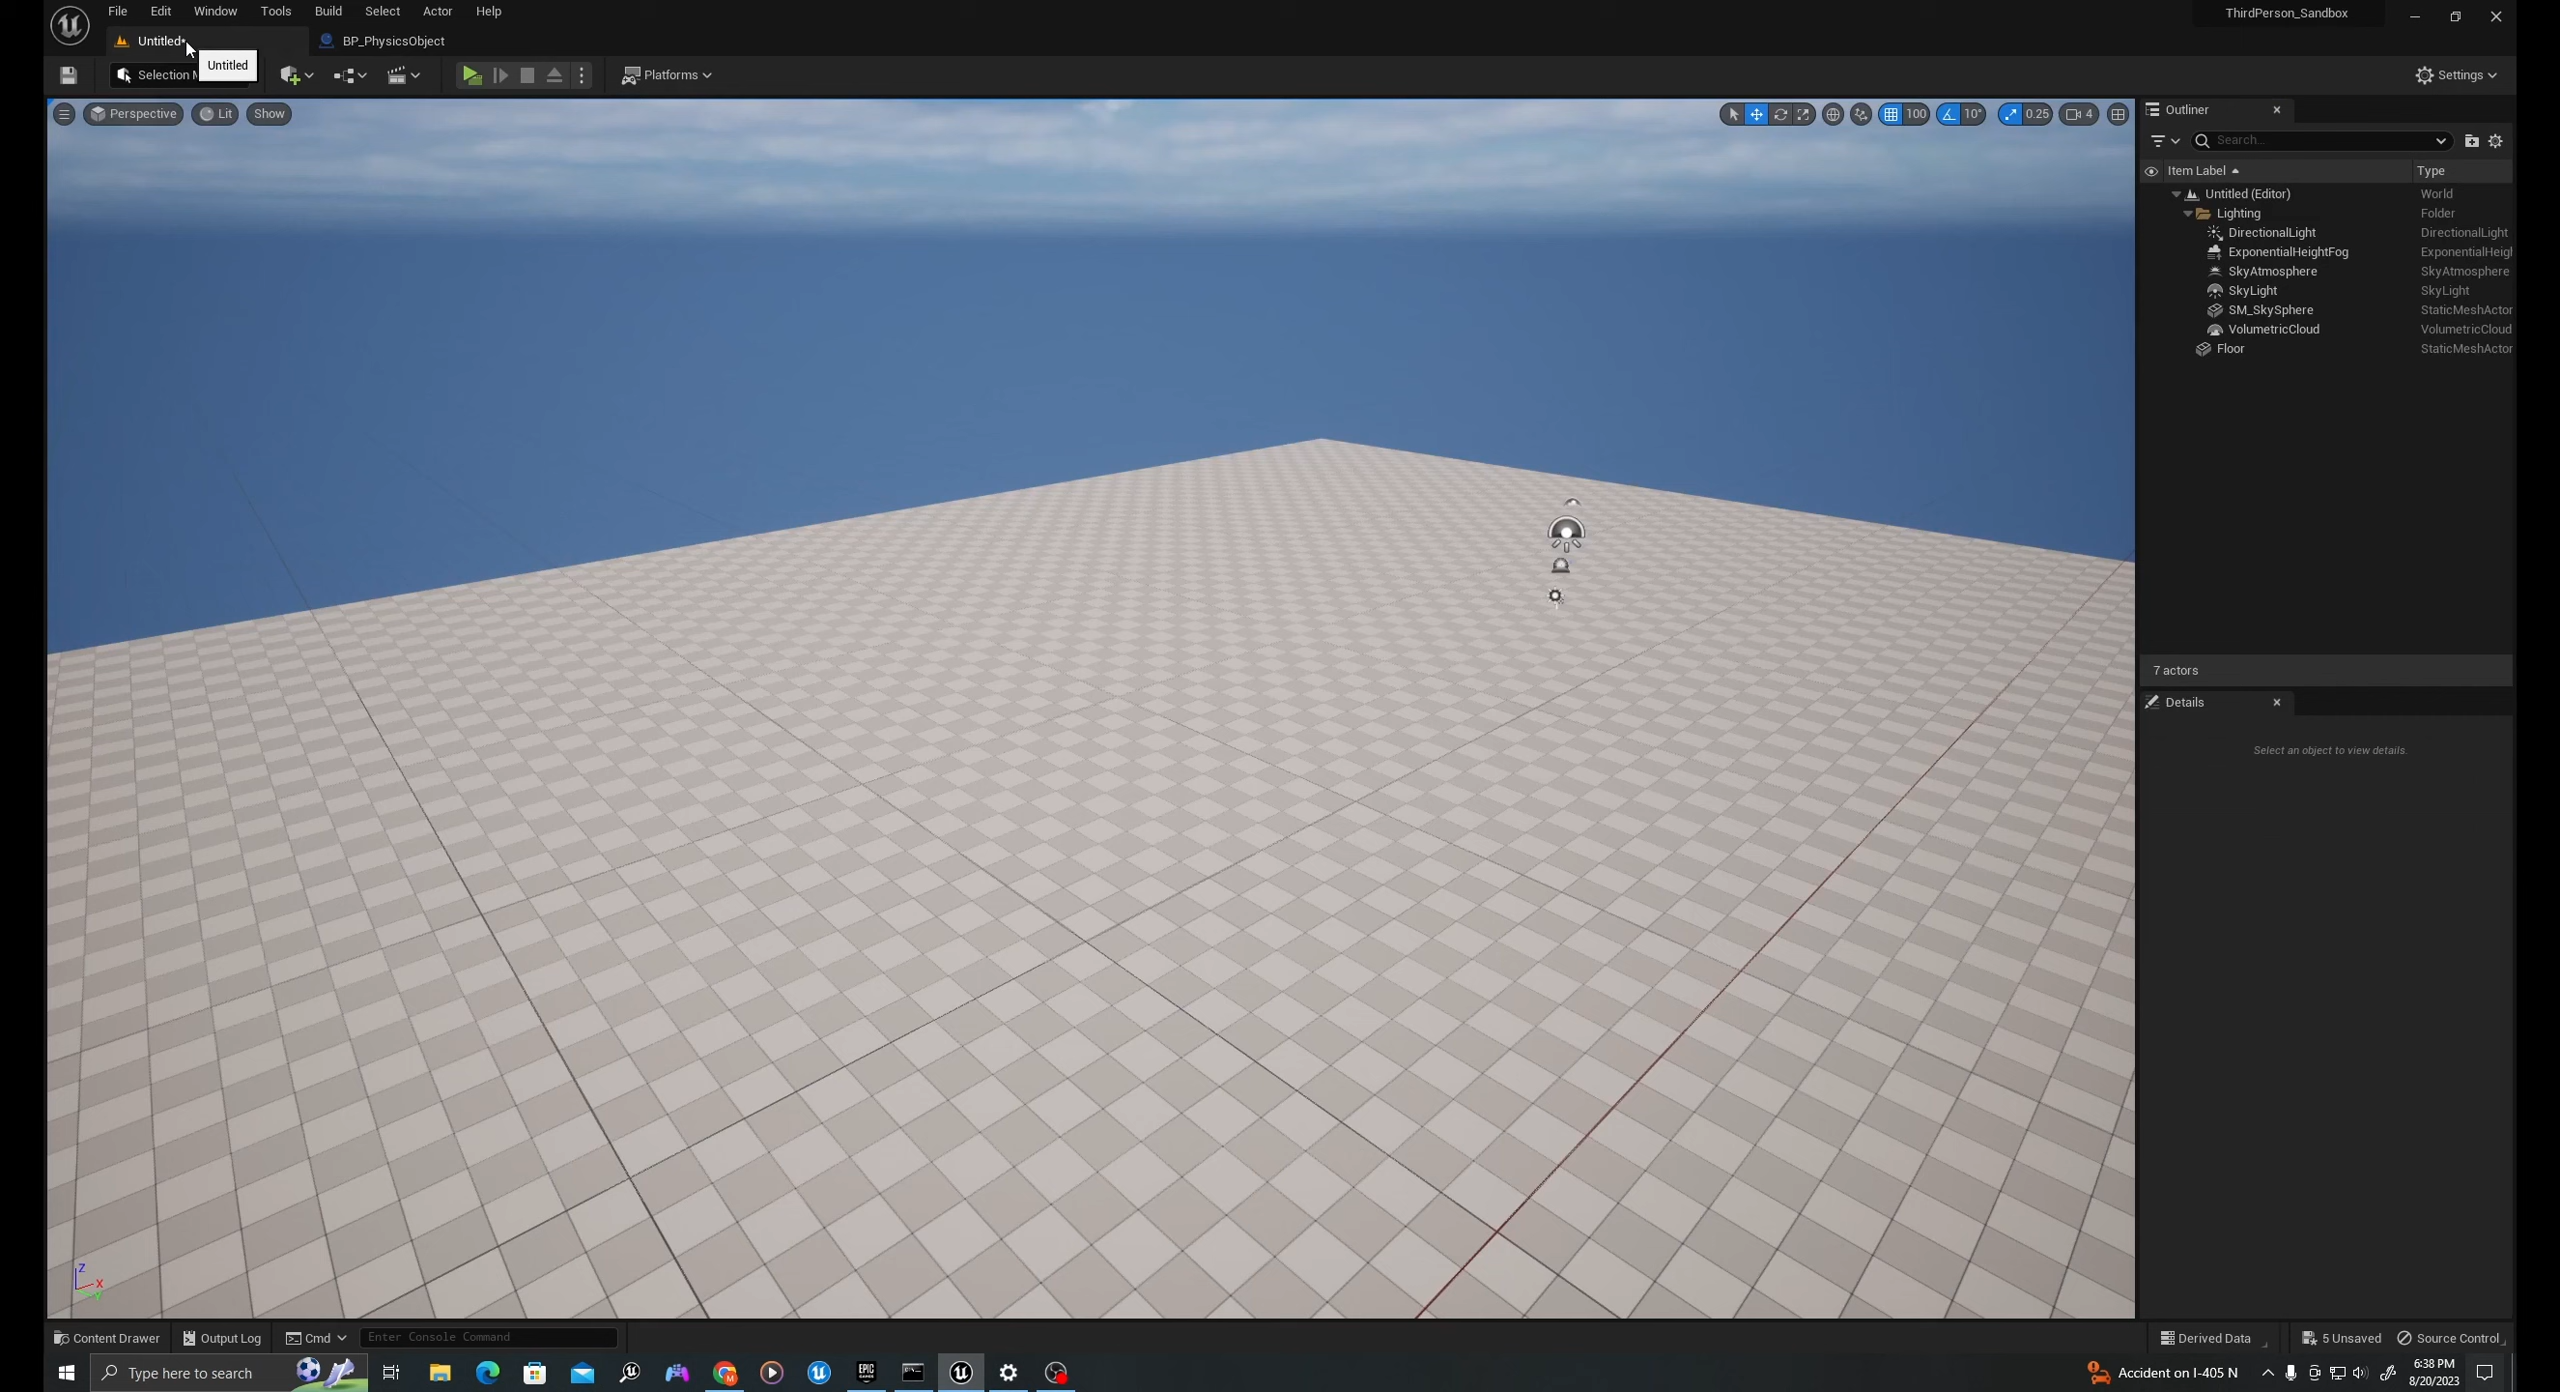 File Edit Window Tools Build Select Actor Help
ThirdPerson_Sandbox
Untitled•
BP_PhysicsObject
Untitled
Selection M
Platforms
Settings
Perspective Lit Show
100 10° 0.25 4
Outliner
Search...
Item Label Type
Untitled (Editor) World
Lighting Folder
DirectionalLight DirectionalLight
ExponentialHeightFog ExponentialHeigh
SkyAtmosphere SkyAtmosphere
SkyLight SkyLight
SM_SkySphere StaticMeshActor
VolumetricCloud VolumetricCloud
Floor StaticMeshActor
7 actors
Details
Select an object to view details.
Z
X
Y
Content Drawer Output Log Cmd Enter Console Command
Derived Data 5 Unsaved Source Control
Type here to search
EPIC GAMES
Accident on I-405 N
6:38 PM
8/20/2023